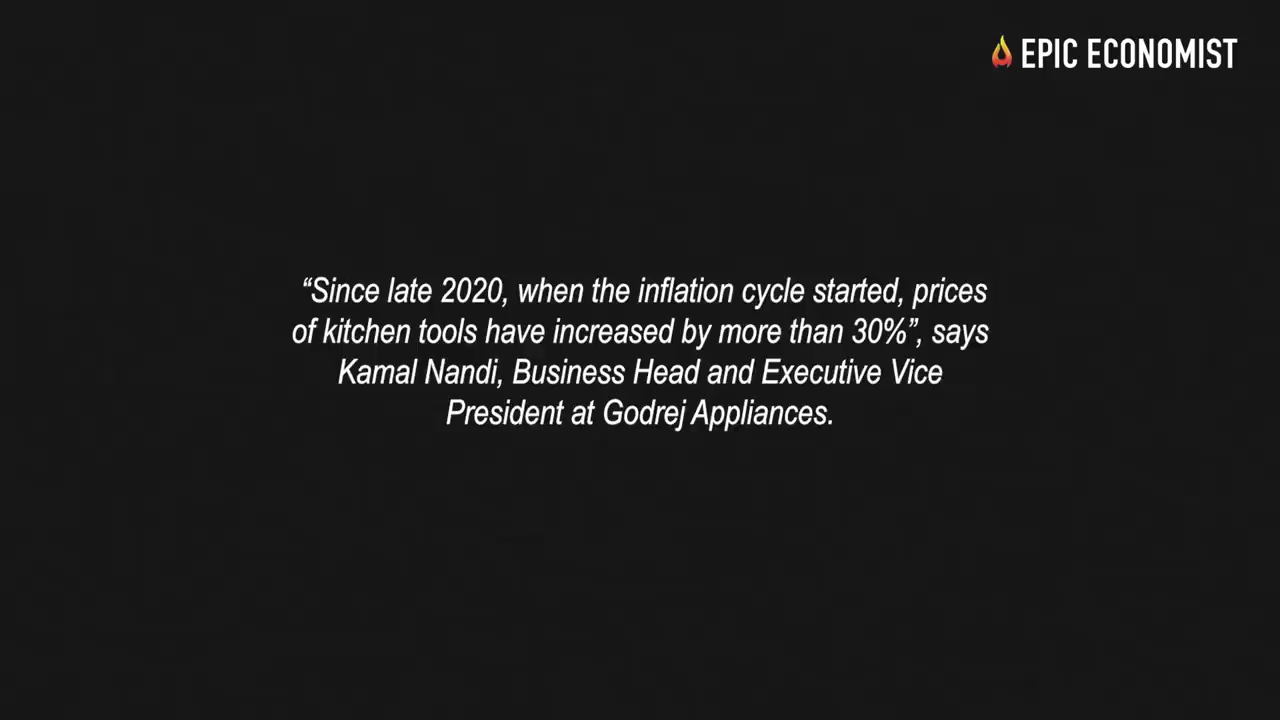 EPIC ECONOMIST
“Since late 2020, when the inflation cycle started, prices
of kitchen tools have increased by more than 30%”, says
Kamal Nandi, Business Head and Executive Vice
President at Godrej Appliances.